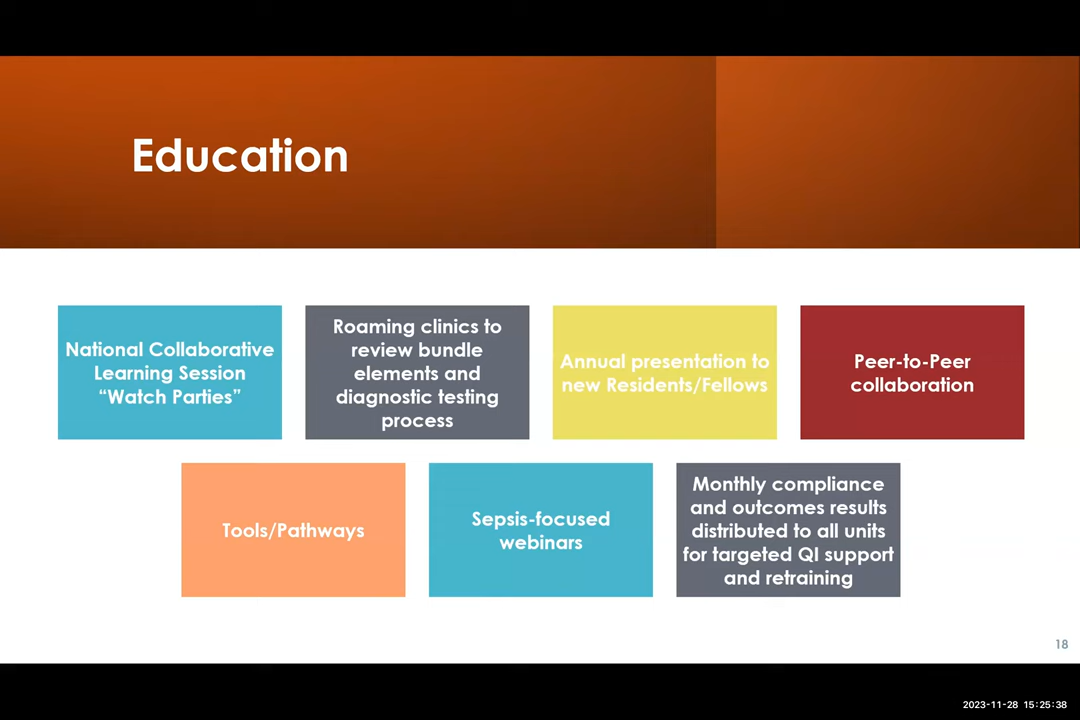 Education
National Collaborative
Learning Session
“Watch Parties”
Roaming clinics to
review bundle
elements and
diagnostic testing
process
Annual presentation to
new Residents/Fellows
Peer-to-Peer
collaboration
Tools/Pathways
Sepsis-focused
webinars
Monthly compliance
and outcomes results
distributed to all units
for targeted QI support
and retraining
18
2023-11-28 15:25:38